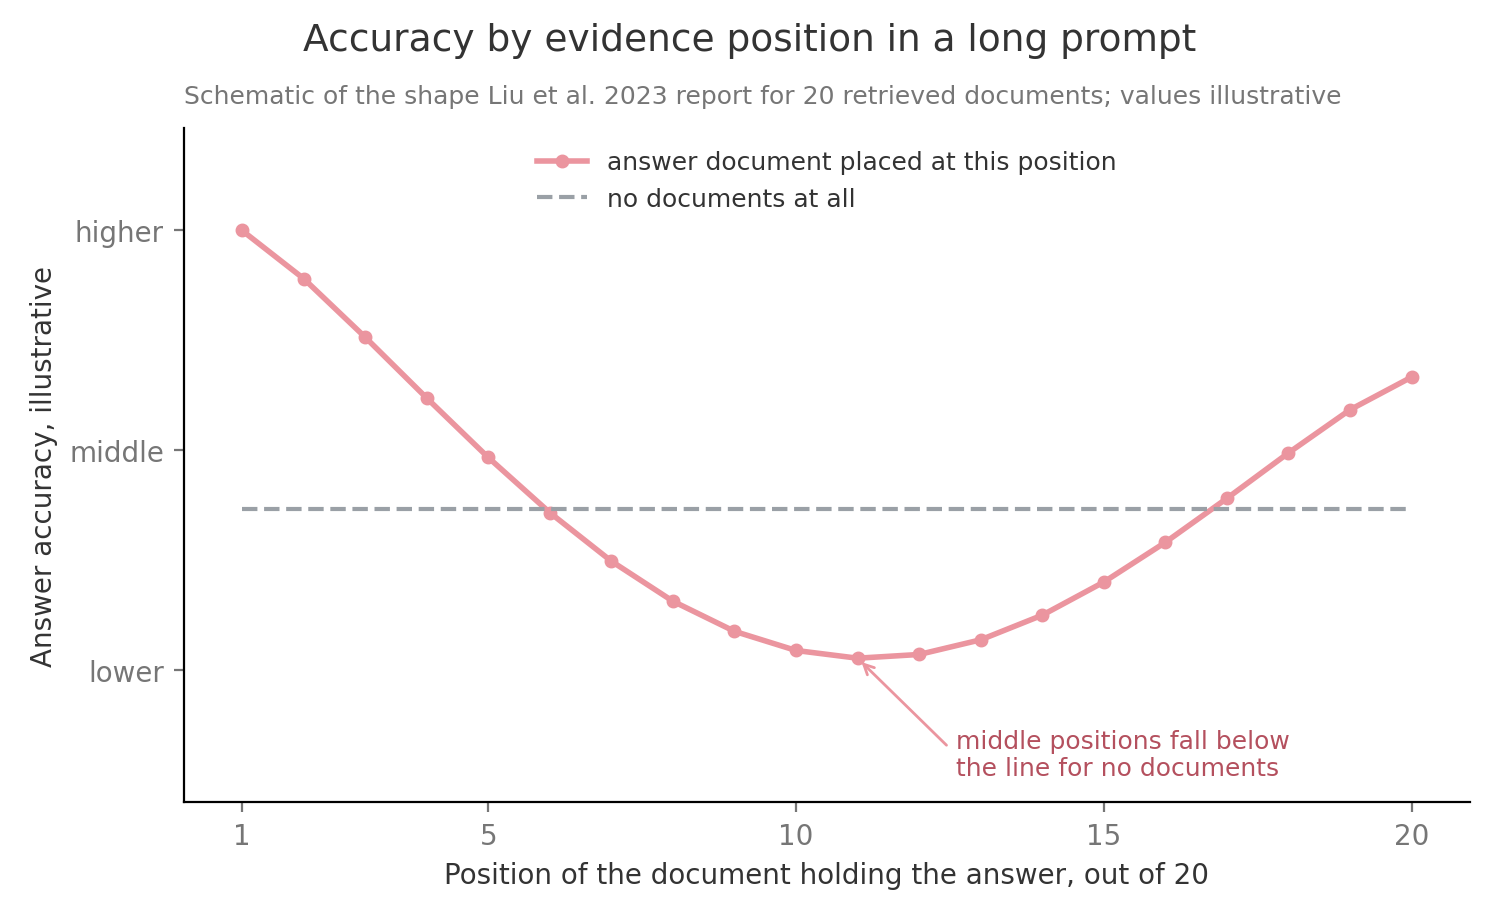 Accuracy by evidence position in a long prompt
Schematic of the shape Liu et al. 2023 report for 20 retrieved documents; values illustrative
answer document placed at this position
no documents at all
higher
middle
lower
Answer accuracy, illustrative
middle positions fall below
the line for no documents
1 5 10 15 20
Position of the document holding the answer, out of 20